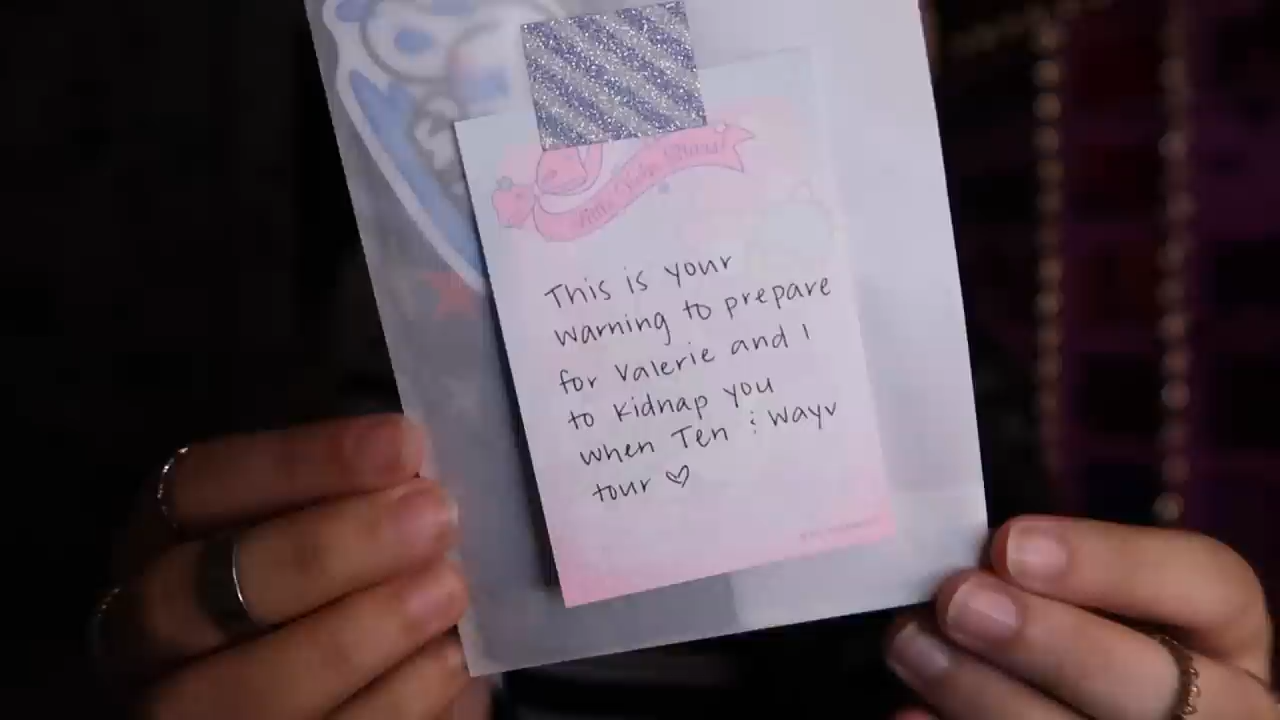 This is your
warning to prepare
for Valerie and I
to kidnap you
when Ten & Wayv
tour ♡